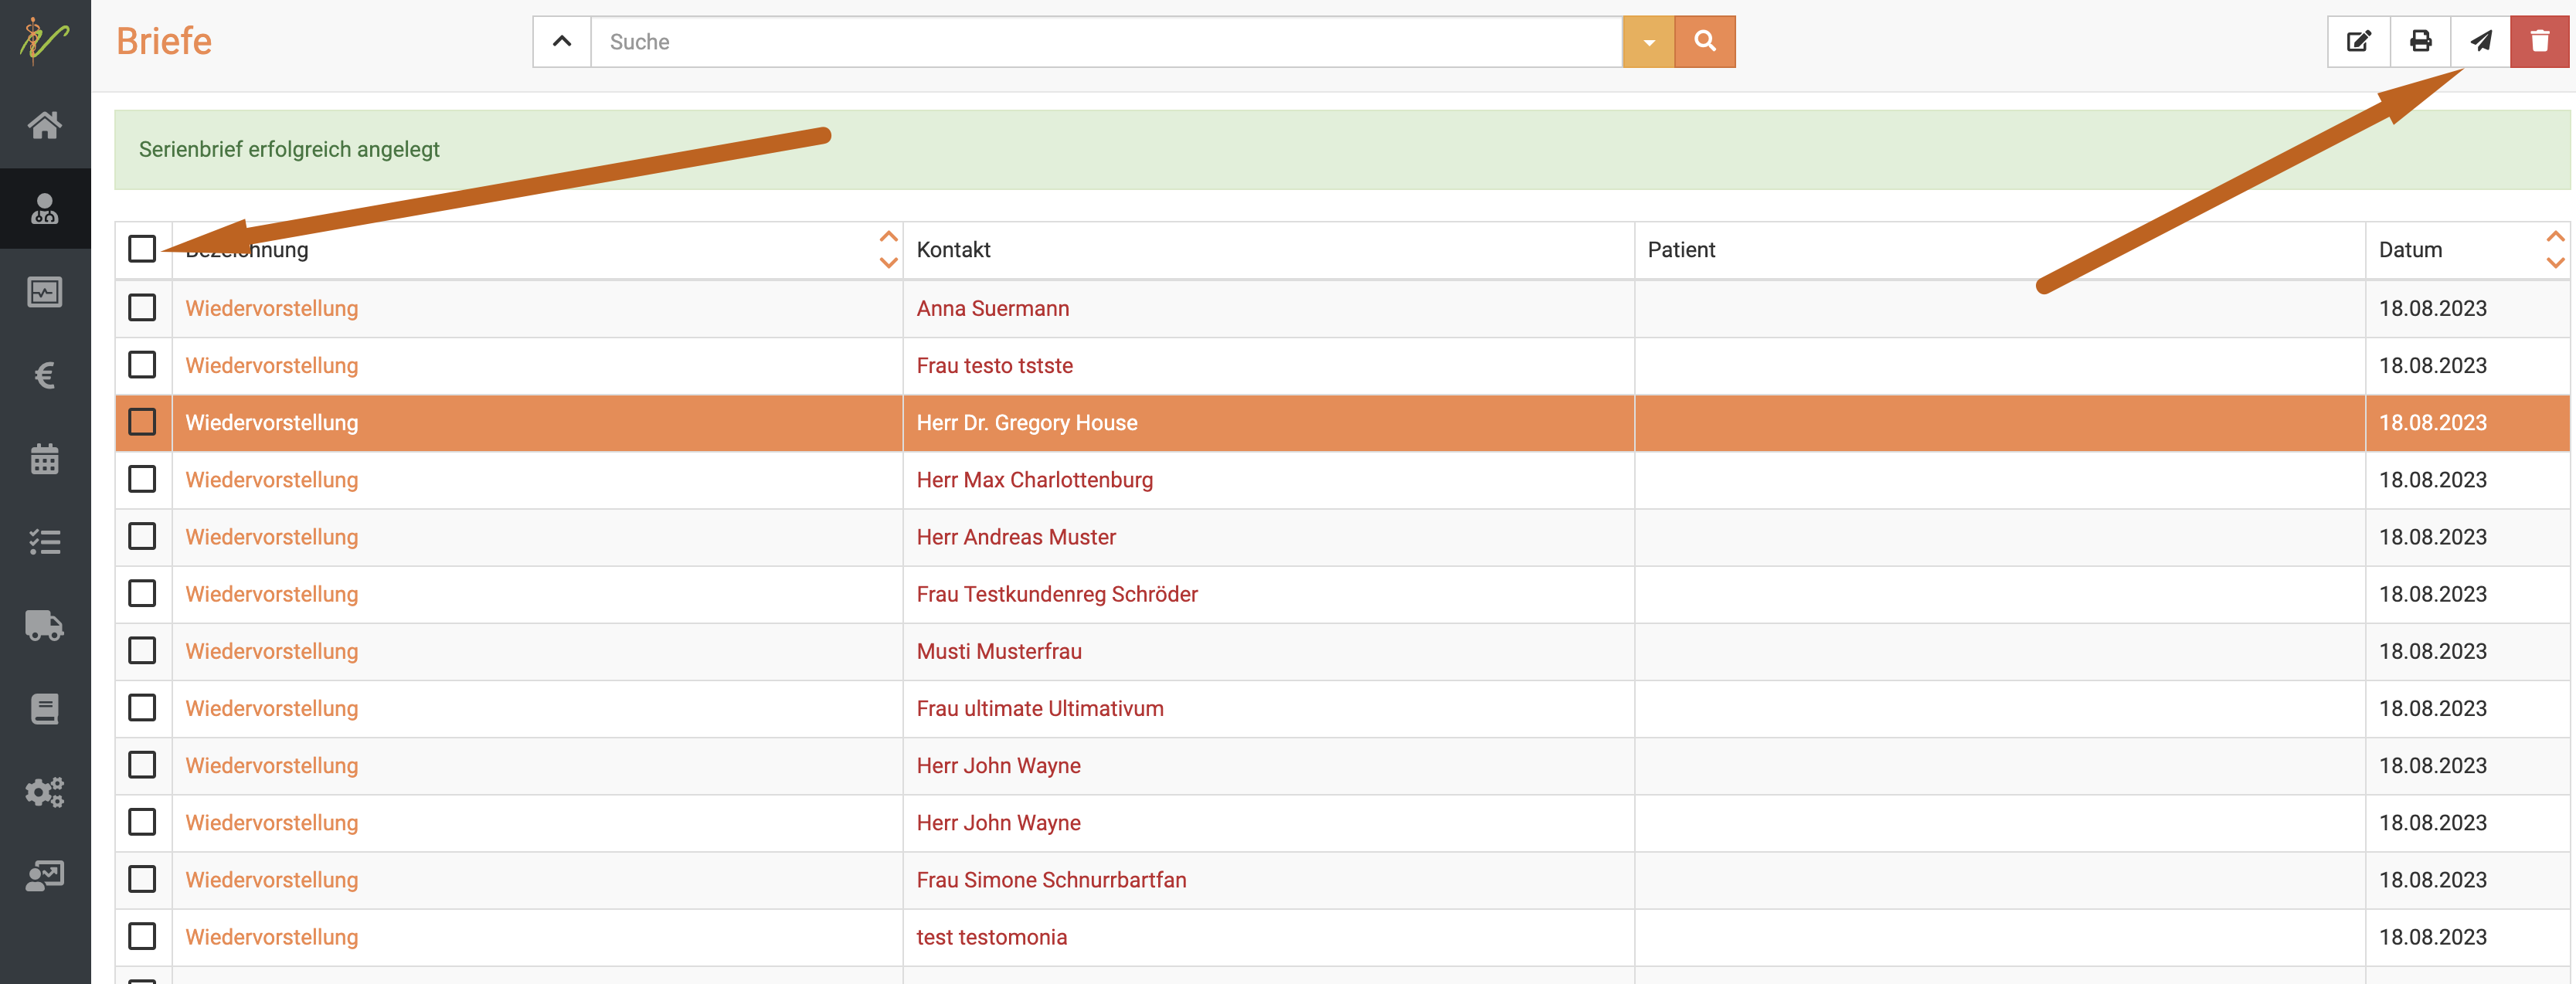 Briefe
Suche
Serienbrief erfolgreich angelegt
Bezeichnung Kontakt Patient Datum
Wiedervorstellung Anna Suermann 18.08.2023
Wiedervorstellung Frau testo tstste 18.08.2023
Wiedervorstellung Herr Dr. Gregory House 18.08.2023
Wiedervorstellung Herr Max Charlottenburg 18.08.2023
Wiedervorstellung Herr Andreas Muster 18.08.2023
Wiedervorstellung Frau Testkundenreg Schröder 18.08.2023
Wiedervorstellung Musti Musterfrau 18.08.2023
Wiedervorstellung Frau ultimate Ultimativum 18.08.2023
Wiedervorstellung Herr John Wayne 18.08.2023
Wiedervorstellung Herr John Wayne 18.08.2023
Wiedervorstellung Frau Simone Schnurrbartfan 18.08.2023
Wiedervorstellung test testomonia 18.08.2023